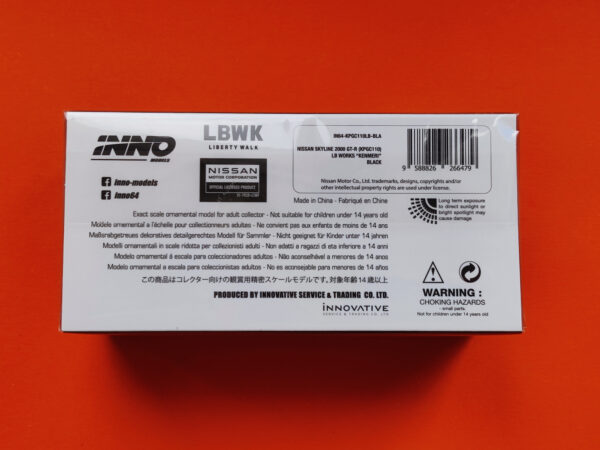 INNO
MODELS
LBWK
LIBERTY WALK
IN64-KPGC110LB-BLA
NISSAN SKYLINE 2000 GT-R (KPGC110)
LB WORKS "KENMERI"
BLACK
9 588826 266479
inno-models
inno64
NISSAN
MOTOR CORPORATION
OFFICIAL LICENSED PRODUCT
Nissan Motor Co., Ltd. trademarks, designs, copyrights and/or
other intellectual property rights are used under license.
Made in China - Fabriqué en Chine
Long term exposure
to direct sunlight or
bright spotlight may
cause damage
Exact scale ornamental model for adult collector - Not suitable for children under 14 years old
Modele ornamental a l'échelle pour collectionneurs adultes - Ne convient pas aux enfants de moins de 14 ans
Maßsrabsgetreues dekoratives detailgerechtes Modell für Sammler - Nicht geeignet für Kinder unter 14 jahren
Modelli ornamentali in scale ridotta per collezionisti adulti - Non adatti a ragazzi di eta inferiore a 14 anni
Modelo ornamental á escala para coleccionadores adultos - Não aconselhável a menores de 14 anos
Modelo ornamental a escala para coleccionistas adultos - No es aconsejable para menores de 14 años
この商品はコレクター向けの観賞用精密スケールモデルです。対象年齢14歳以上
PRODUCED BY INNOVATIVE SERVICE & TRADING CO. LTD.
INNOVATIVE
SERVICE & TRADING CO. LTD
WARNING :
CHOKING HAZARDS
- small parts.
Not for children under 14 years old